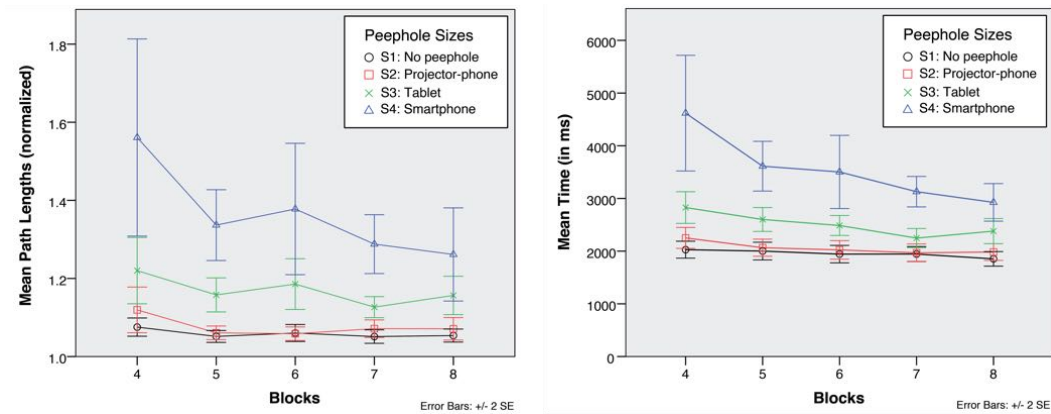 Mean Path Lengths (normalized)
1.8
1.6
1.4
1.2
1.0
4 5 6 7 8
Blocks
Error Bars: +/- 2 SE
Peephole Sizes
S1: No peephole
S2: Projector-phone
S3: Tablet
S4: Smartphone
Mean Time (in ms)
6000
5000
4000
3000
2000
1000
0
4 5 6 7 8
Blocks
Error Bars: +/- 2 SE
Peephole Sizes
S1: No peephole
S2: Projector-phone
S3: Tablet
S4: Smartphone